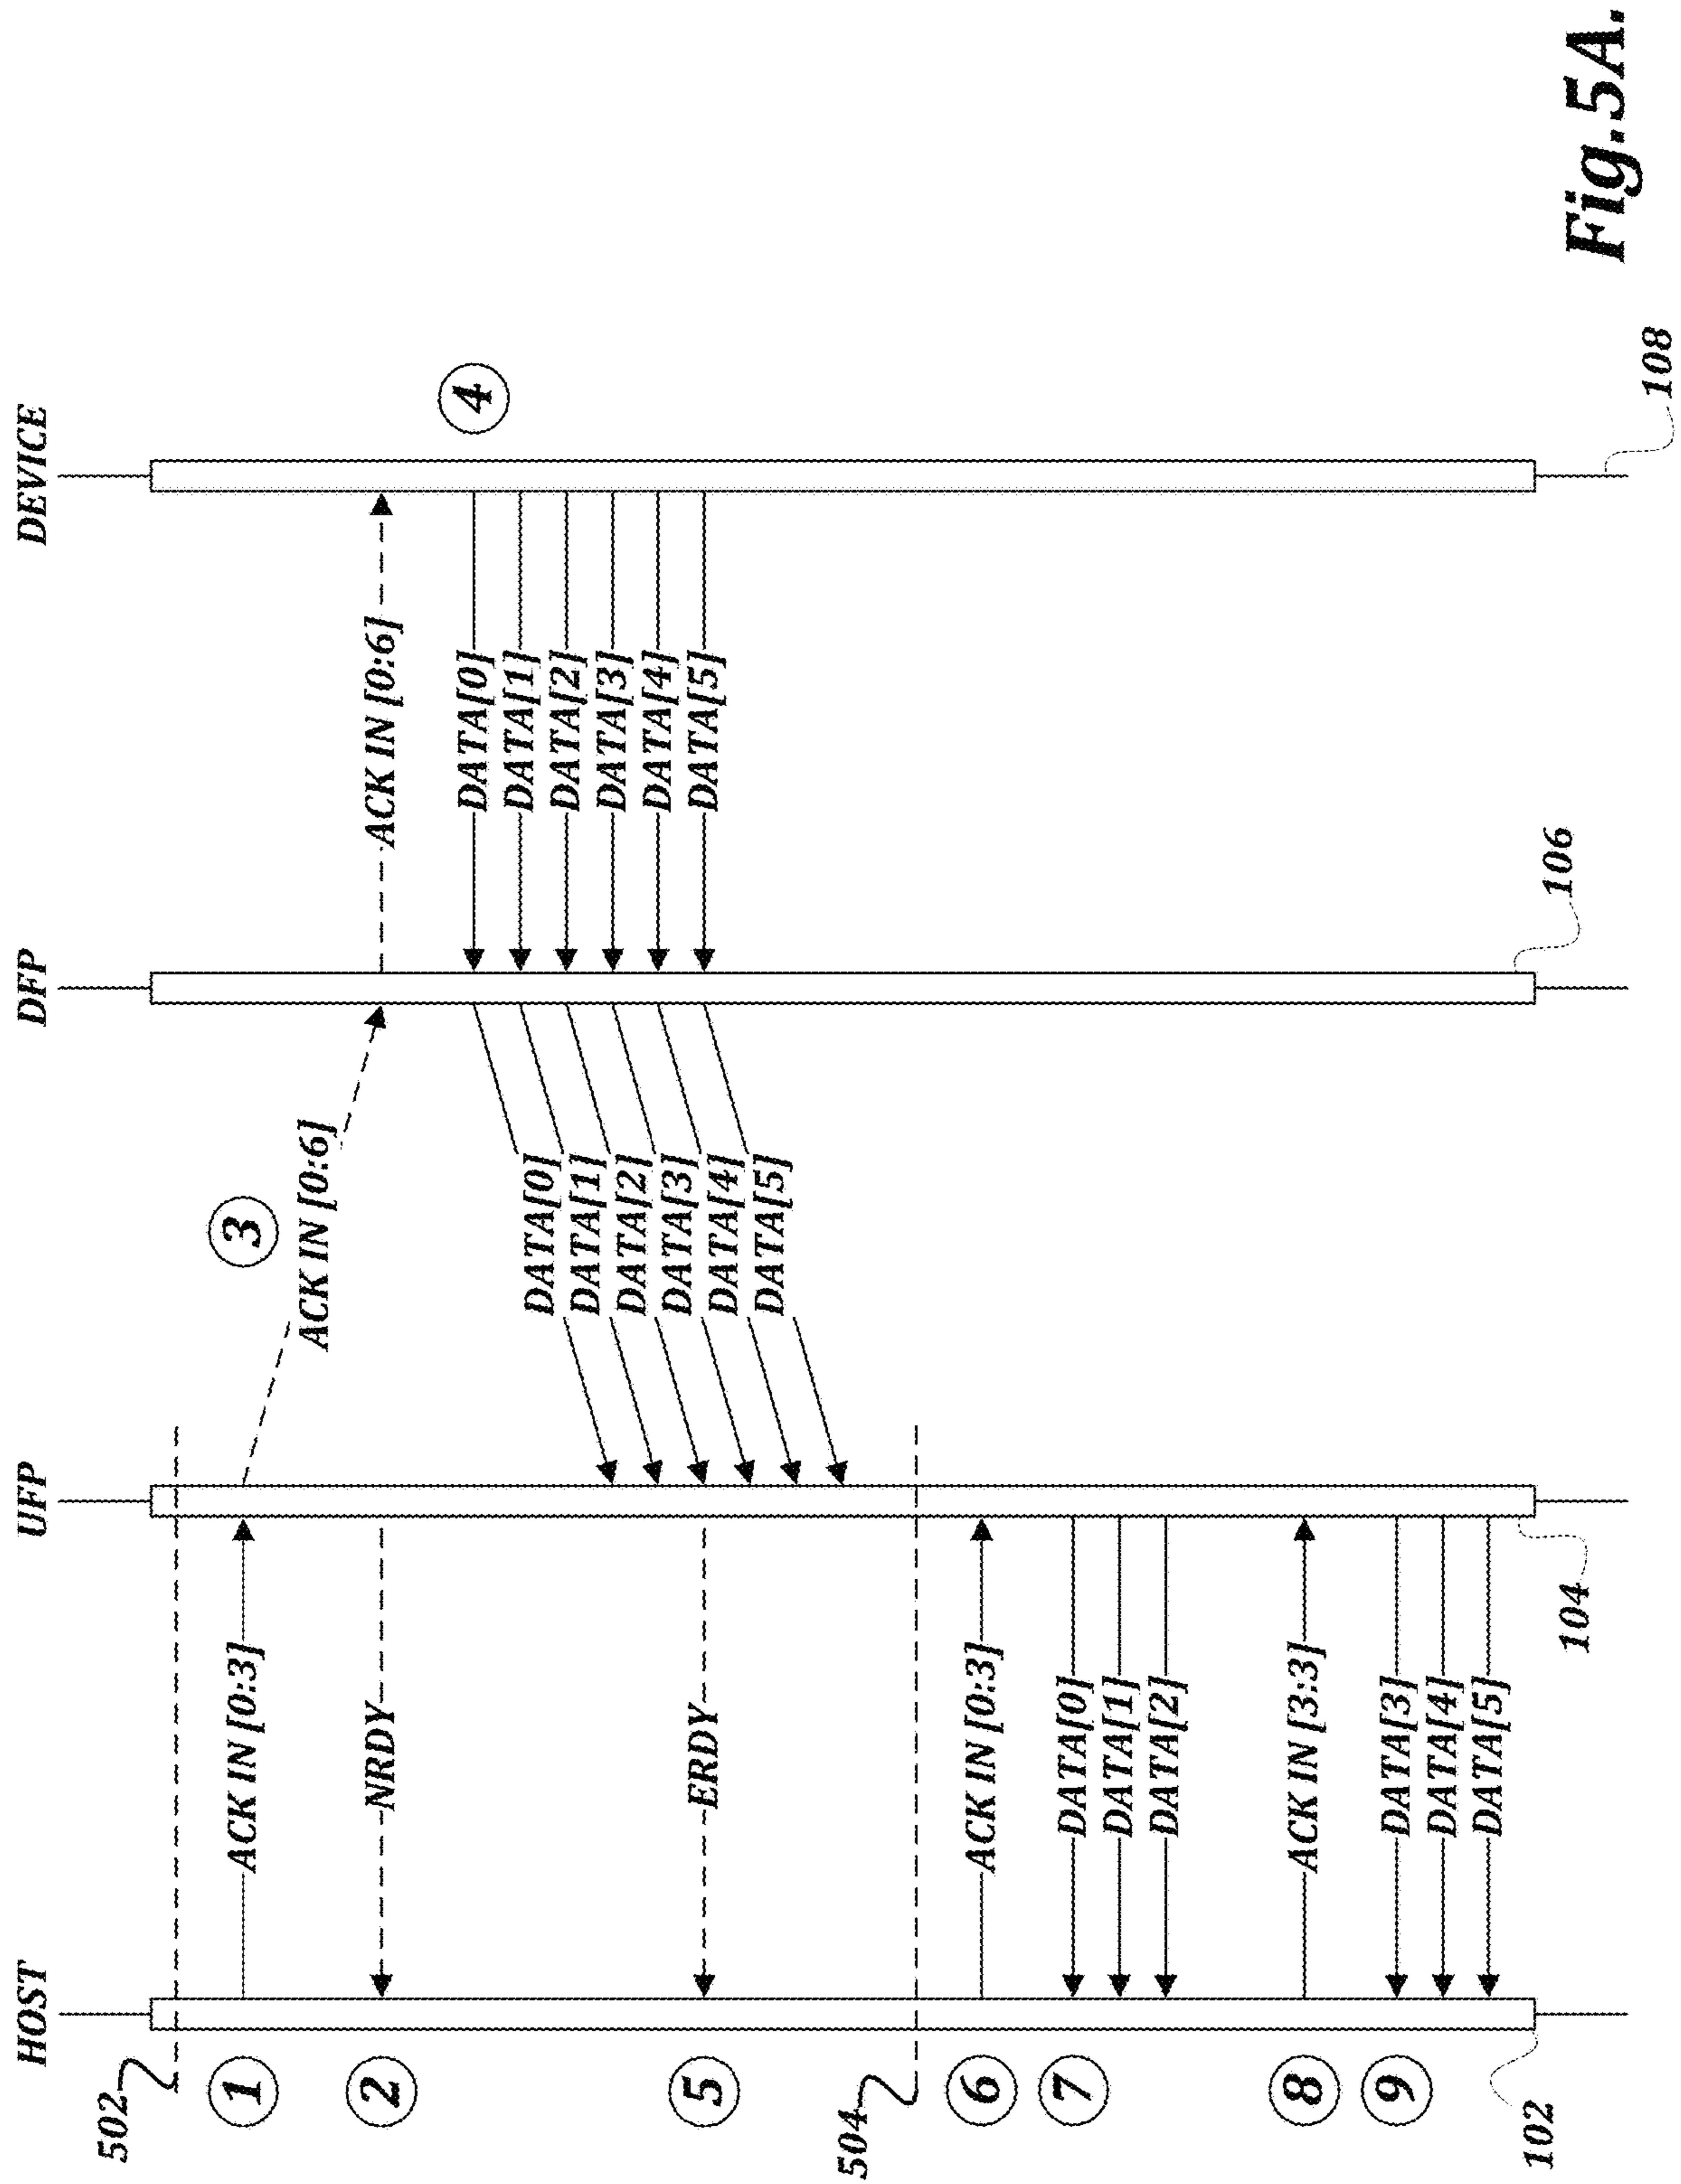 HOST
UFP
DFP
DEVICE
502
1
ACK IN [0:3]
3
ACK IN [0:6]
2
NRDY
ACK IN [0:6]
4
DATA[0]
DATA[1]
DATA[2]
DATA[3]
DATA[4]
DATA[5]
DATA[0]
DATA[1]
DATA[2]
DATA[3]
DATA[4]
DATA[5]
5
ERDY
504
6
ACK IN [0:3]
7
DATA[0]
DATA[1]
DATA[2]
8
ACK IN [3:3]
9
DATA[3]
DATA[4]
DATA[5]
102
104
106
108
Fig.5A.